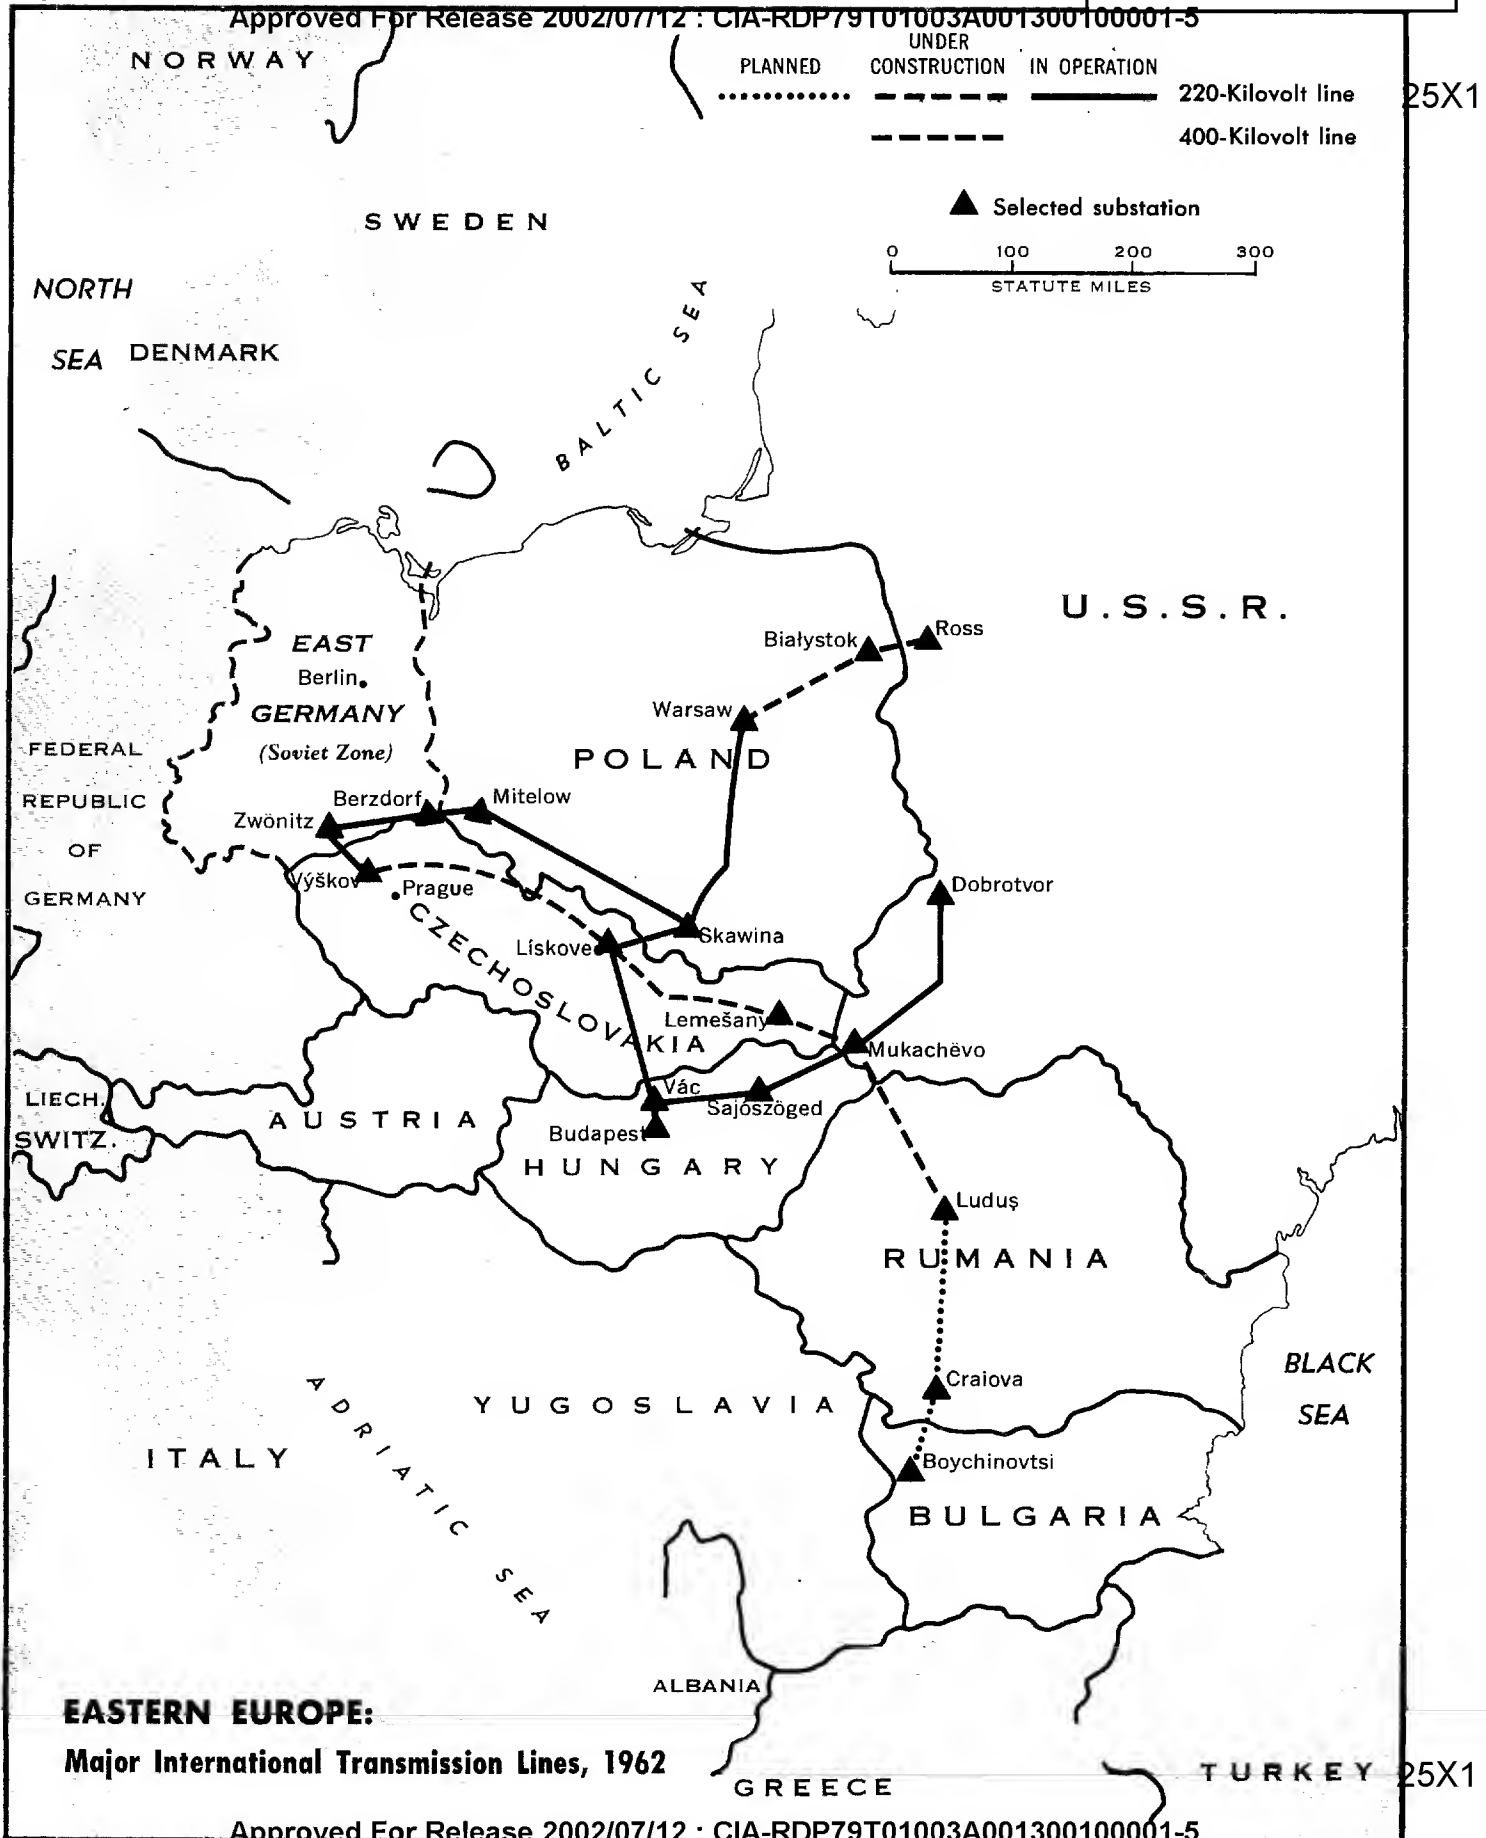 Approved For Release 2002/07/12 : CIA-RDP79T01003A001300100001-5
NORWAY
PLANNED
UNDER
CONSTRUCTION
IN OPERATION
220-Kilovolt line
25X1
400-Kilovolt line
Selected substation
SWEDEN
0 100 200 300
STATUTE MILES
NORTH
SEA
DENMARK
BALTIC SEA
U.S.S.R.
EAST
Berlin
GERMANY
(Soviet Zone)
Białystok
Ross
Warsaw
POLAND
FEDERAL
REPUBLIC
OF
GERMANY
Berzdorf
Mitelow
Zwönitz
Výškov
Prague
Dobrotvor
CZECHOSLOVAKIA
Lískove
Skawina
Lemešany
Mukachëvo
LIECH.
SWITZ.
AUSTRIA
Vác
Sajószöged
Budapest
HUNGARY
Luduş
RUMANIA
BLACK
SEA
Craiova
YUGOSLAVIA
ADRIATIC SEA
ITALY
Boychinovtsi
BULGARIA
ALBANIA
EASTERN EUROPE:
Major International Transmission Lines, 1962
GREECE
TURKEY
25X1
Approved For Release 2002/07/12 : CIA-RDP79T01003A001300100001-5